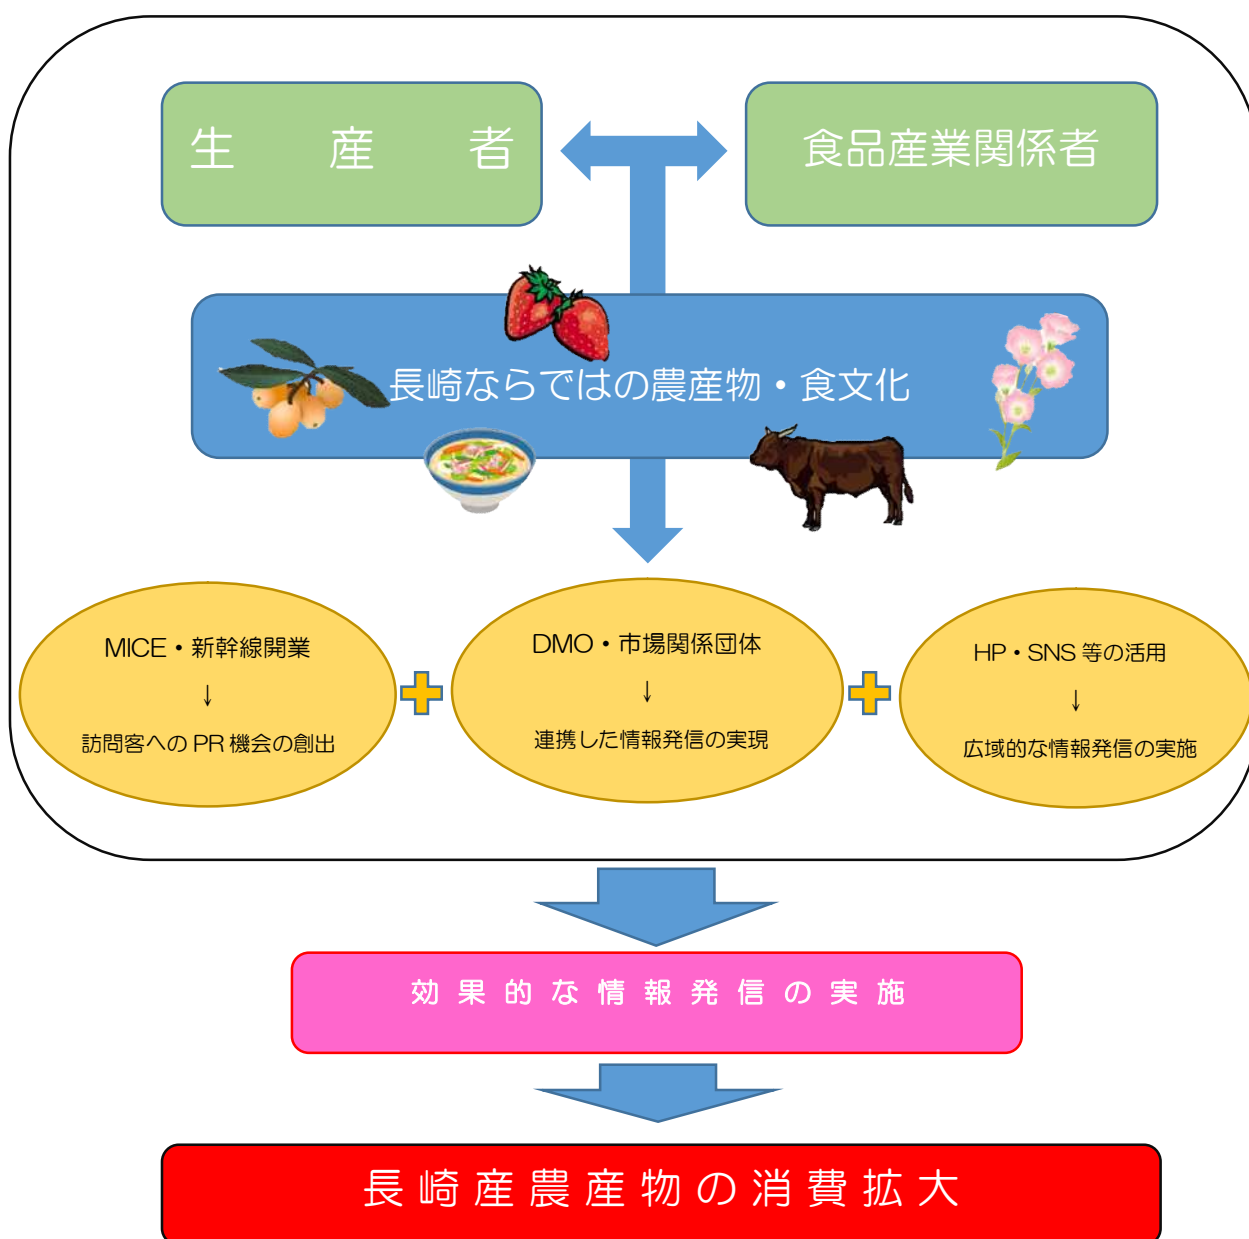 生　産　者
食品産業関係者
長崎ならではの農産物・食文化
MICE・新幹線開業
↓
訪問客へのPR機会の創出
DMO・市場関係団体
↓
連携した情報発信の実現
HP・SNS等の活用
↓
広域的な情報発信の実施
効果的な情報発信の実施
長崎産農産物の消費拡大